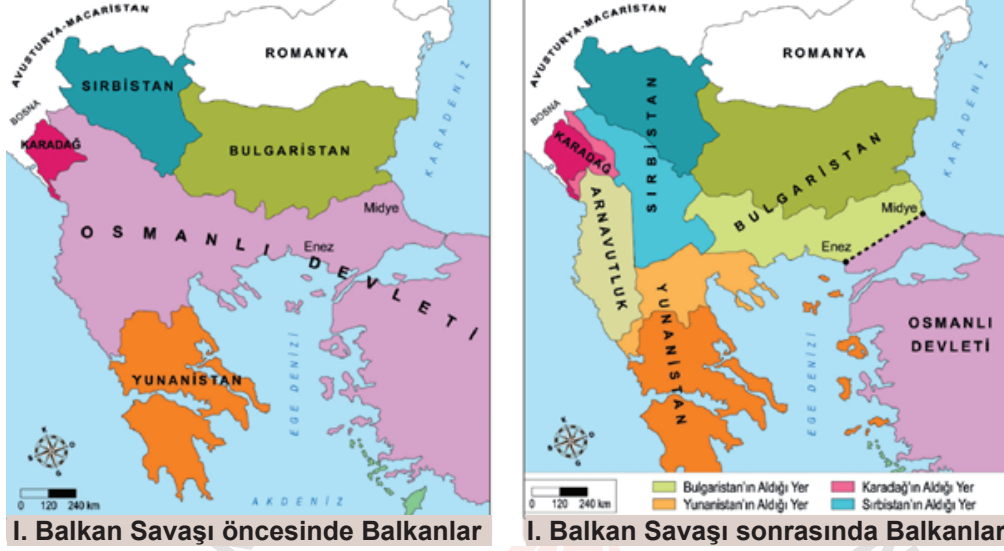 AVUSTURYA-MACARİSTAN
ROMANYA
SIRBİSTAN
BOSNA
KARADAĞ
BULGARİSTAN
KARADENİZ
Midye
OSMANLI DEVLETİ
Enez
YUNANİSTAN
EGE DENİZİ
AKDENİZ
0 120 240 km
I. Balkan Savaşı öncesinde Balkanlar
AVUSTURYA-MACARİSTAN
ROMANYA
SIRBİSTAN
BOSNA
KARADAĞ
BULGARİSTAN
KARADENİZ
Midye
ARNAVUTLUK
Enez
YUNANİSTAN
OSMANLI
DEVLETİ
EGE DENİZİ
0 120 240 km
Bulgaristan'ın Aldığı Yer
Karadağ'ın Aldığı Yer
Yunanistan'ın Aldığı Yer
Sırbistan'ın Aldığı Yer
I. Balkan Savaşı sonrasında Balkanlar